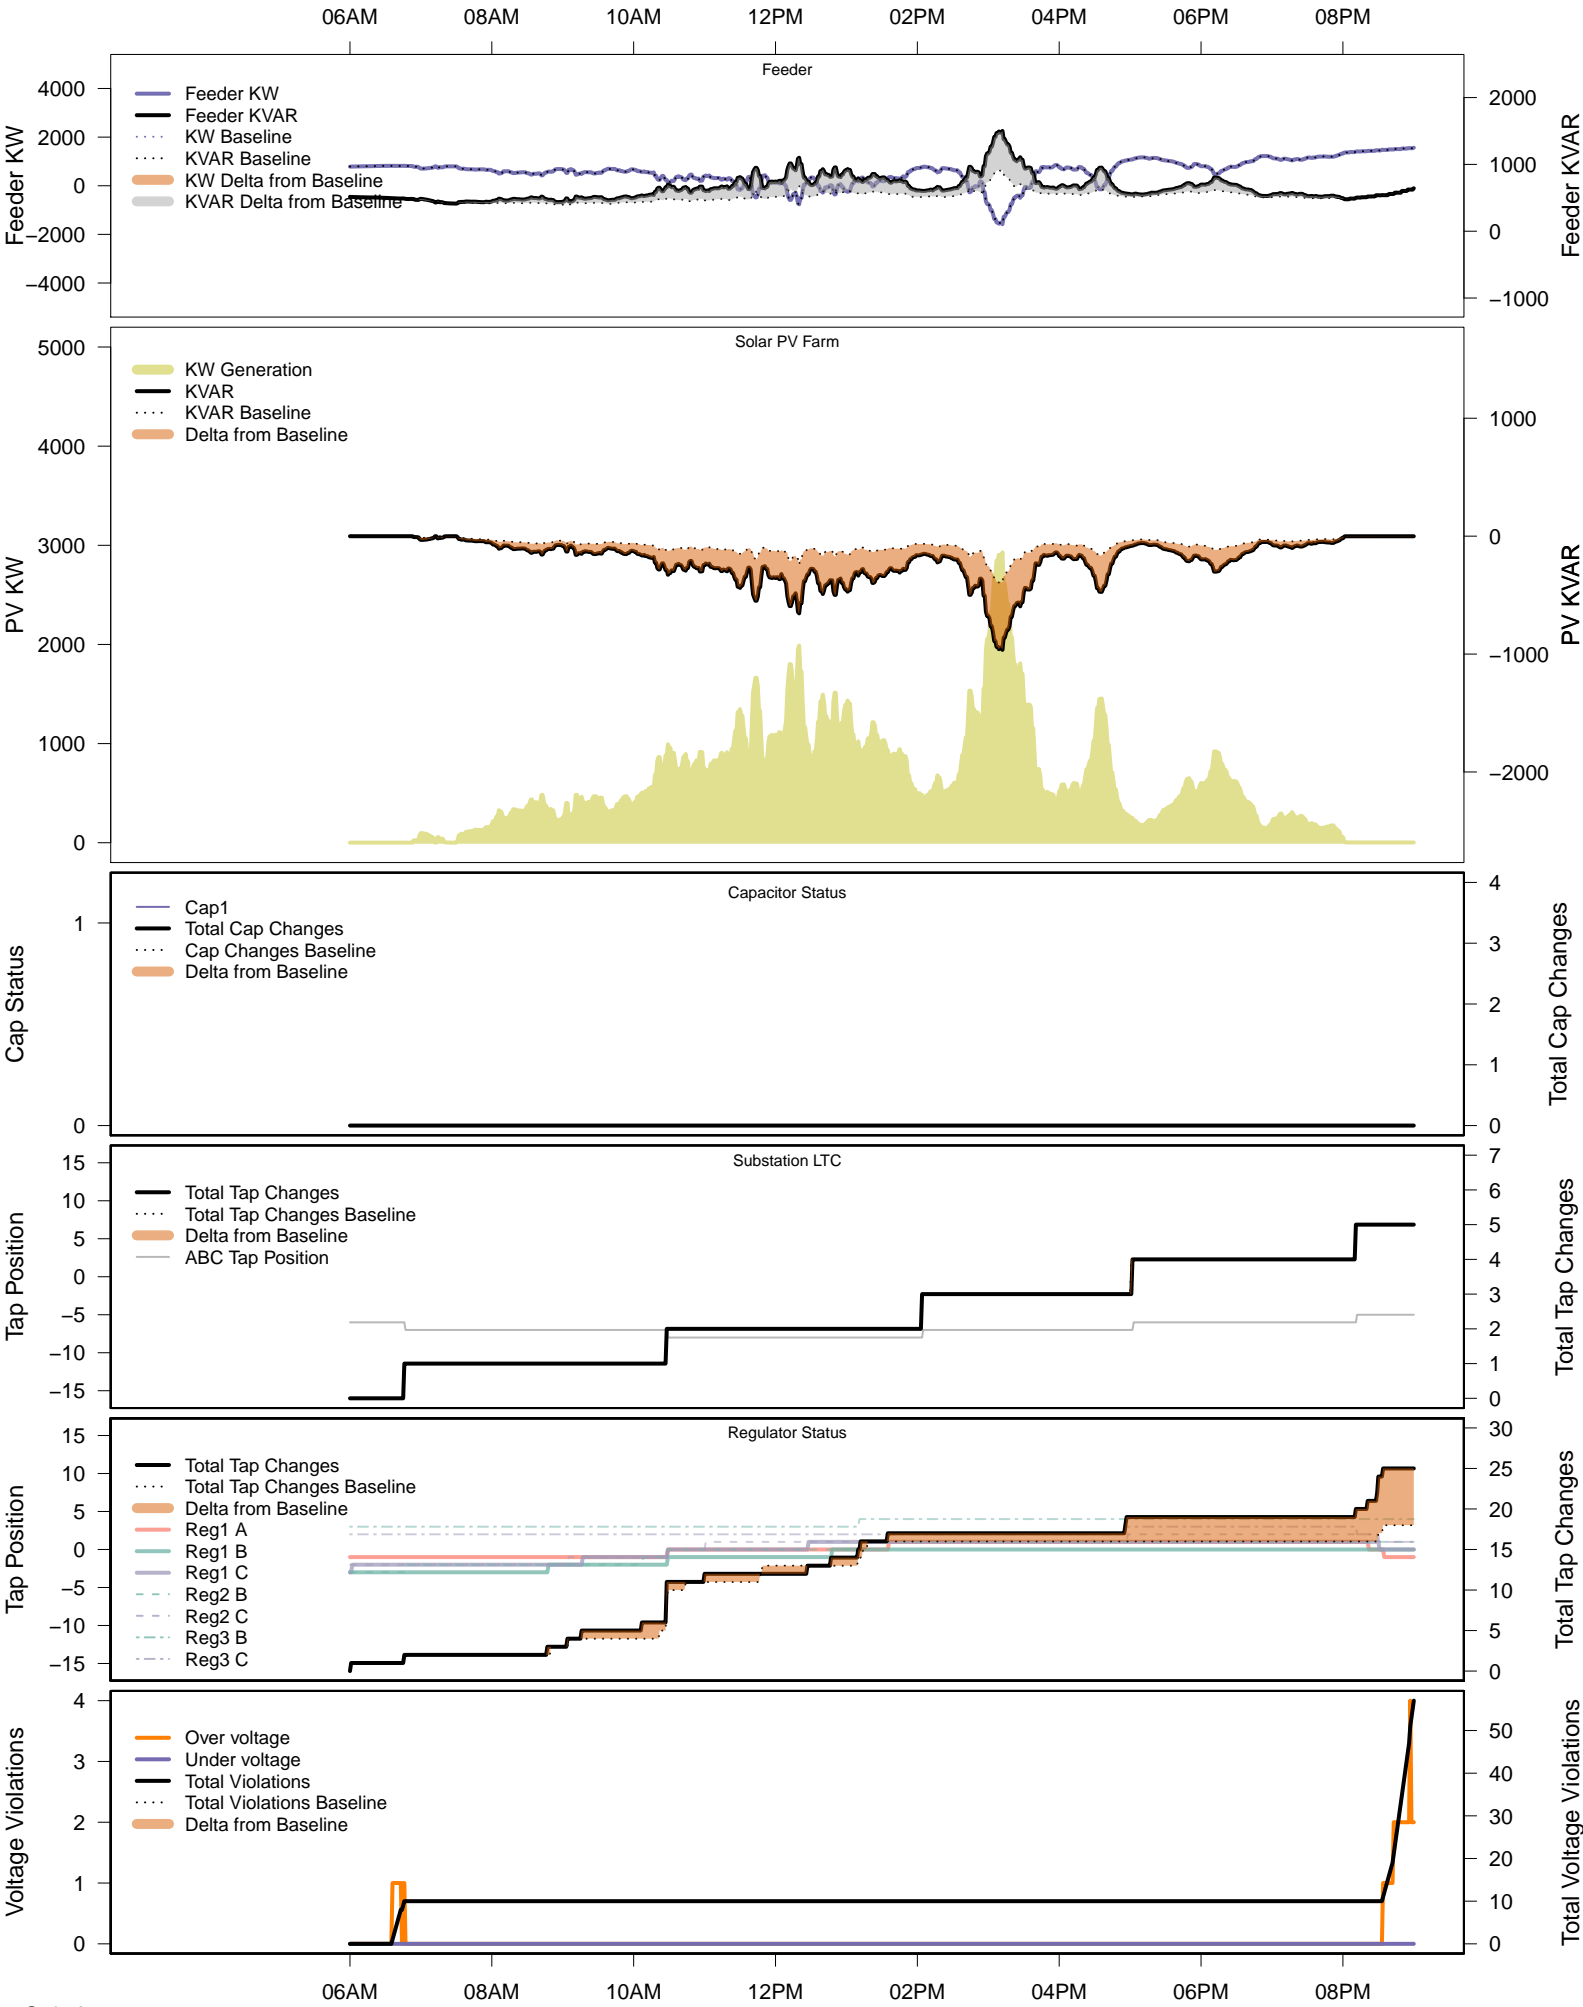 06AM 08AM 10AM 12PM 02PM 04PM 06PM 08PM
Feeder
Feeder KW
Feeder KVAR
KW Baseline
KVAR Baseline
KW Delta from Baseline
KVAR Delta from Baseline
4000
2000
0
−2000
−4000
Feeder KW
2000
1000
0
−1000
Feeder KVAR
Solar PV Farm
KW Generation
KVAR
KVAR Baseline
Delta from Baseline
5000
4000
3000
2000
1000
0
PV KW
1000
0
−1000
−2000
PV KVAR
Capacitor Status
Cap1
Total Cap Changes
Cap Changes Baseline
Delta from Baseline
1
0
Cap Status
4
3
2
1
0
Total Cap Changes
Substation LTC
Total Tap Changes
Total Tap Changes Baseline
Delta from Baseline
ABC Tap Position
15
10
5
0
−5
−10
−15
Tap Position
7
6
5
4
3
2
1
0
Total Tap Changes
Regulator Status
Total Tap Changes
Total Tap Changes Baseline
Delta from Baseline
Reg1 A
Reg1 B
Reg1 C
Reg2 B
Reg2 C
Reg3 B
Reg3 C
15
10
5
0
−5
−10
−15
Tap Position
30
25
20
15
10
5
0
Total Tap Changes
Over voltage
Under voltage
Total Violations
Total Violations Baseline
Delta from Baseline
4
3
2
1
0
Voltage Violations
50
40
30
20
10
0
Total Voltage Violations
06AM 08AM 10AM 12PM 02PM 04PM 06PM 08PM